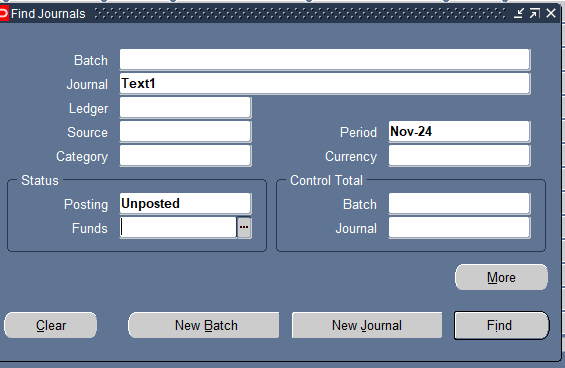 Find Journals
Batch
Journal Text1
Ledger
Source Period Nov-24
Category Currency
Status Control Total
Posting Unposted Batch
Funds ... Journal
More
Clear New Batch New Journal Find